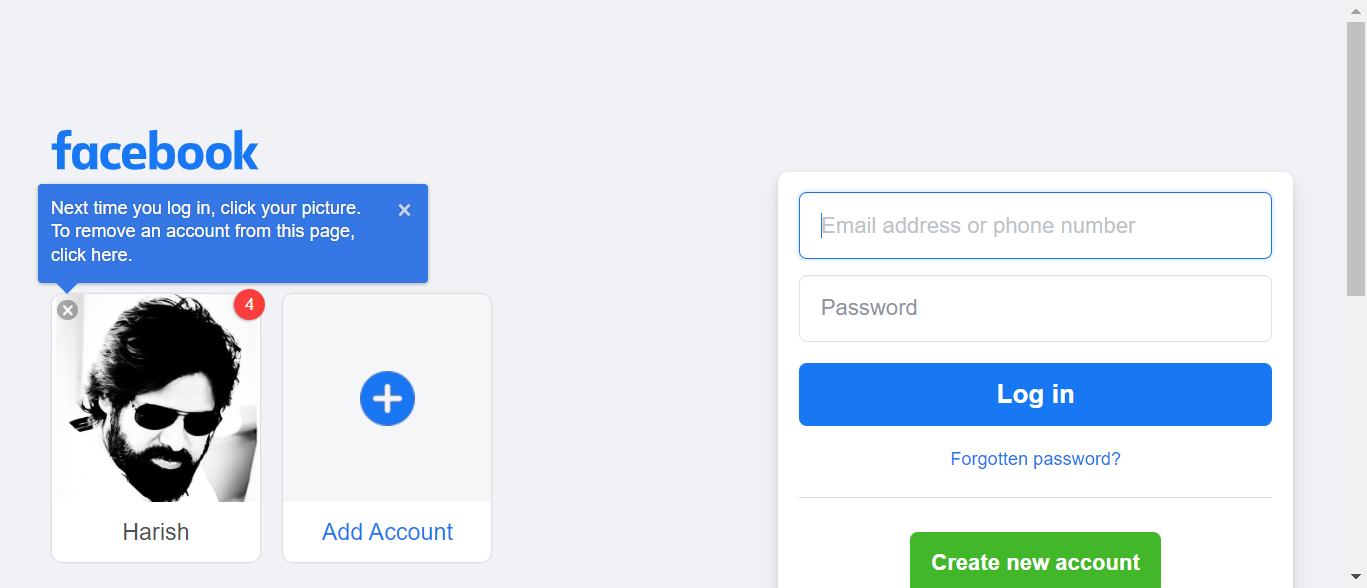 facebook
Next time you log in, click your picture.
To remove an account from this page,
click here.
4
Harish
Add Account
Email address or phone number
Password
Log in
Forgotten password?
Create new account